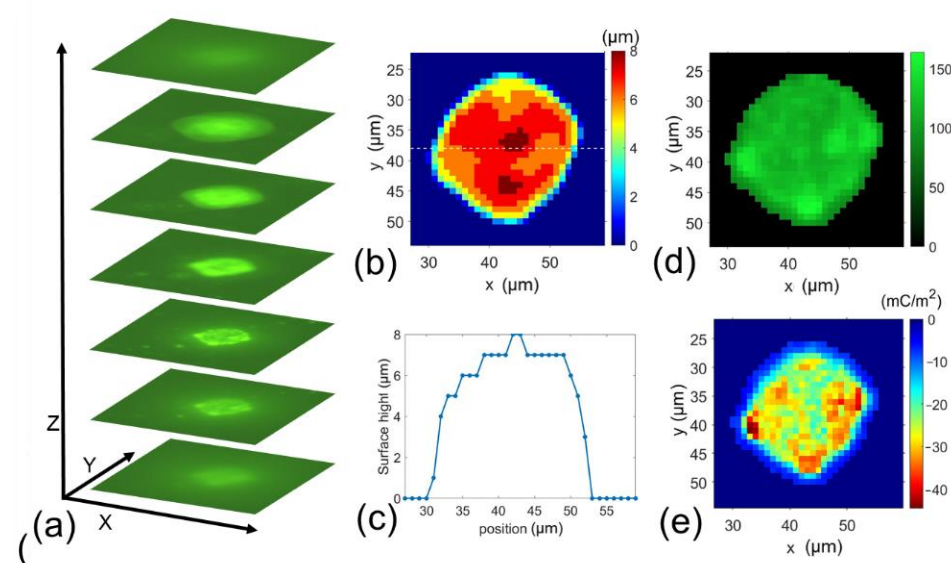 Z
Y
X
(a)
(
(μm)
8
6
4
2
0
25
30
35
40
45
50
y (μm)
30
40
50
x (μm)
(b)
8
6
4
2
0
Surface hight (μm)
30
35
40
45
50
55
position (μm)
(c)
25
30
35
40
45
50
y (μm)
30
40
50
x (μm)
150
100
50
0
(d)
(mC/m²)
0
-10
-20
-30
-40
25
30
35
40
45
50
y (μm)
30
40
50
x (μm)
(e)